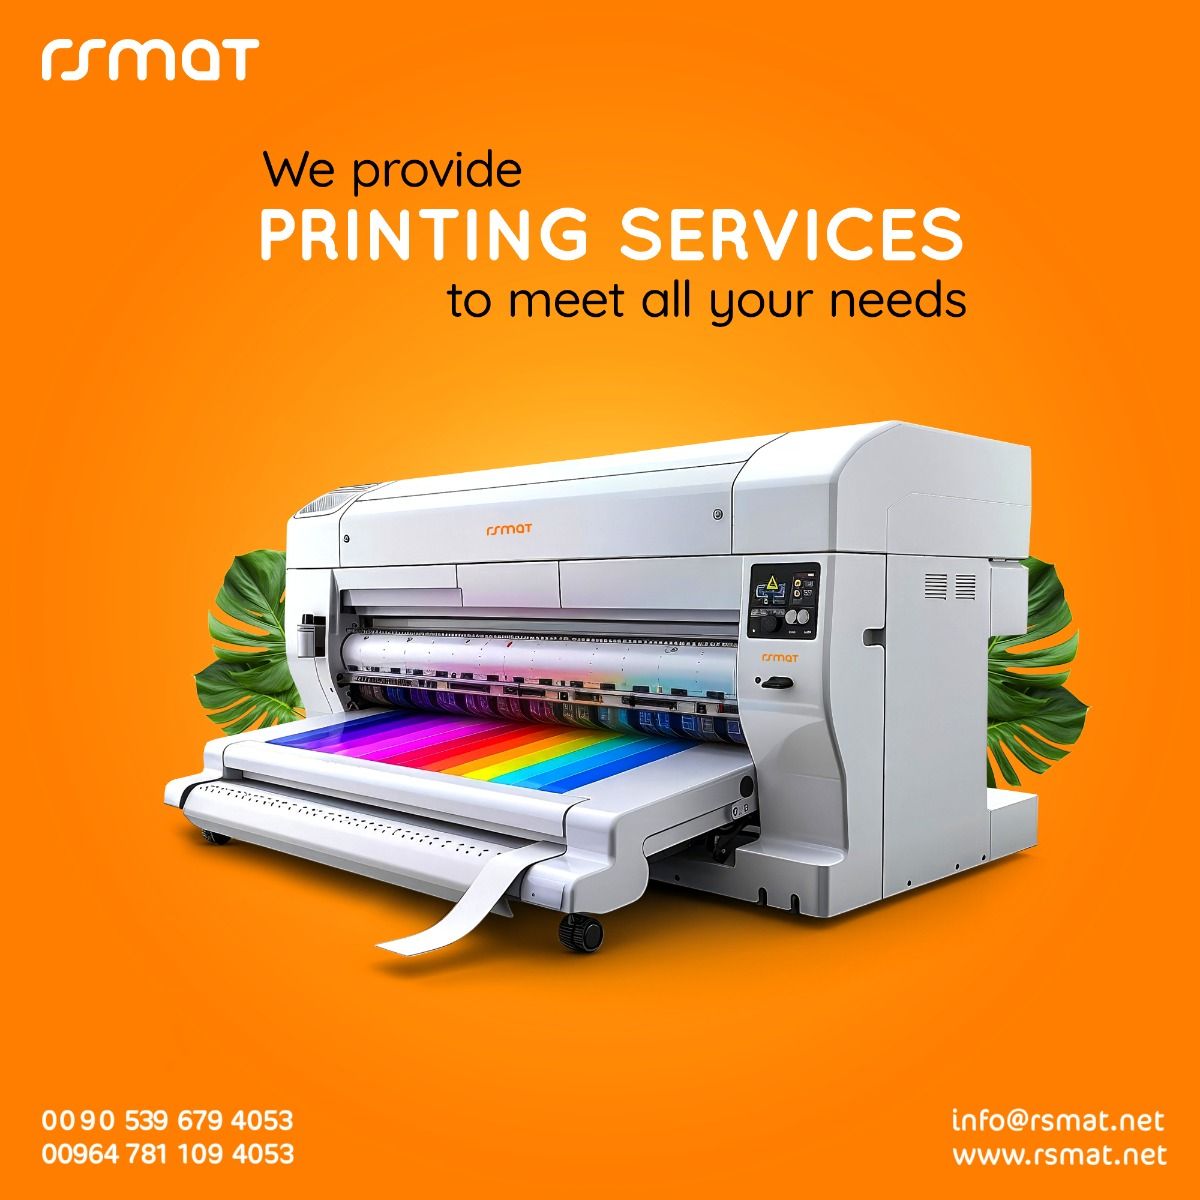 rsmat
We provide
PRINTING SERVICES
to meet all your needs
rsmat
rsmat
0090 539 679 4053
00964 781 109 4053
info@rsmat.net
www.rsmat.net